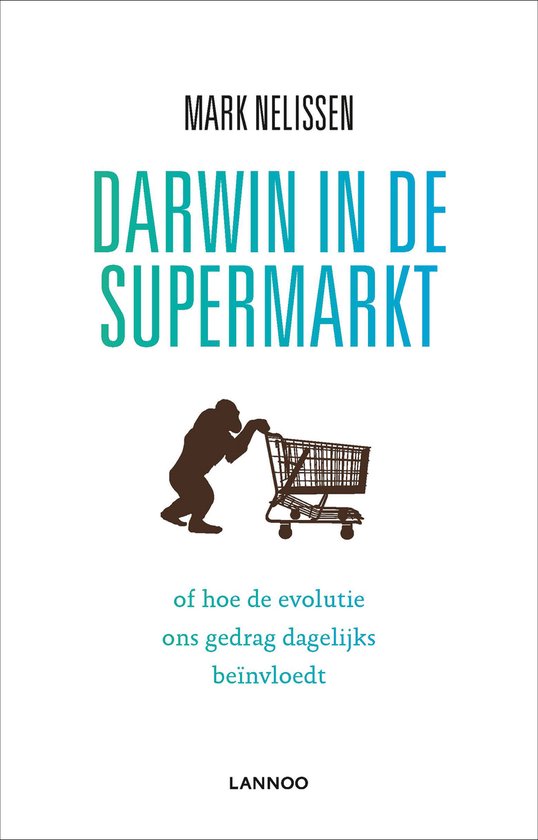 MARK NELISSEN
DARWIN IN DE
SUPERMARKT
of hoe de evolutie
ons gedrag dagelijks
beïnvloedt
LANNOO